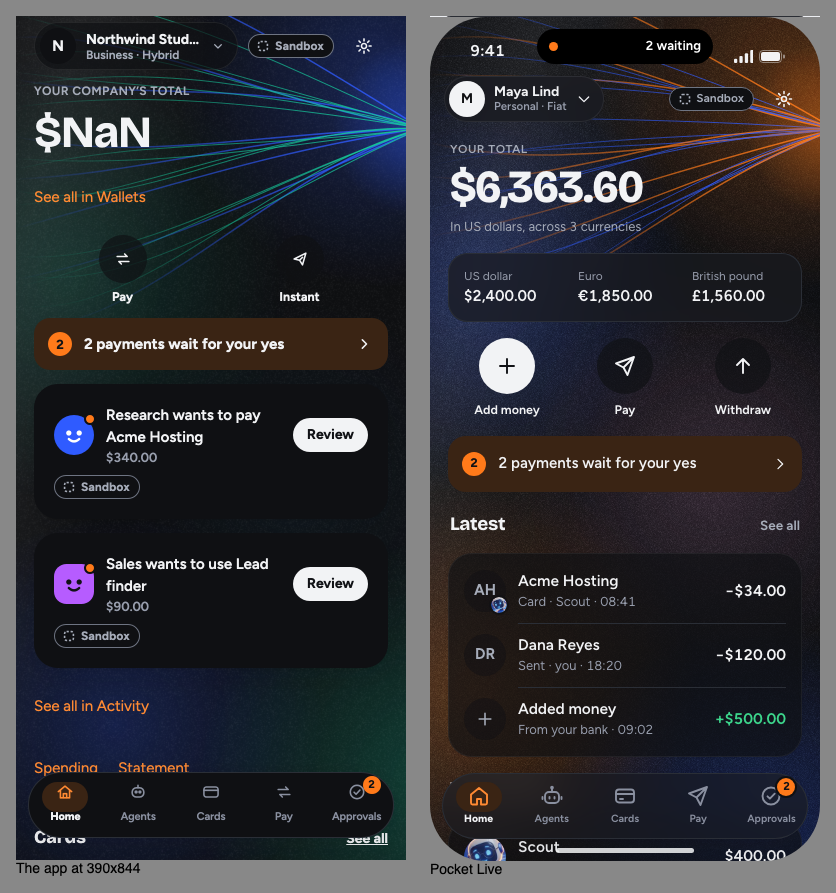 N
Northwind Stud...
Business · Hybrid
Sandbox
YOUR COMPANY'S TOTAL
$NaN
See all in Wallets
Pay
Instant
2
2 payments wait for your yes
Research wants to pay
Acme Hosting
$340.00
Review
Sandbox
Sales wants to use Lead
finder
$90.00
Review
Sandbox
See all in Activity
Spending
Statement
Home
Agents
Cards
Pay
2
Approvals
Cards
See all
The app at 390x844
9:41
2 waiting
M
Maya Lind
Personal · Fiat
Sandbox
YOUR TOTAL
$6,363.60
In US dollars, across 3 currencies
US dollar
Euro
British pound
$2,400.00
€1,850.00
£1,560.00
Add money
Pay
Withdraw
2
2 payments wait for your yes
Latest
See all
AH
Acme Hosting
Card · Scout · 08:41
−$34.00
DR
Dana Reyes
Sent · you · 18:20
−$120.00
Added money
From your bank · 09:02
+$500.00
Home
Agents
Cards
Pay
2
Approvals
Scout
$400.00
Pocket Live